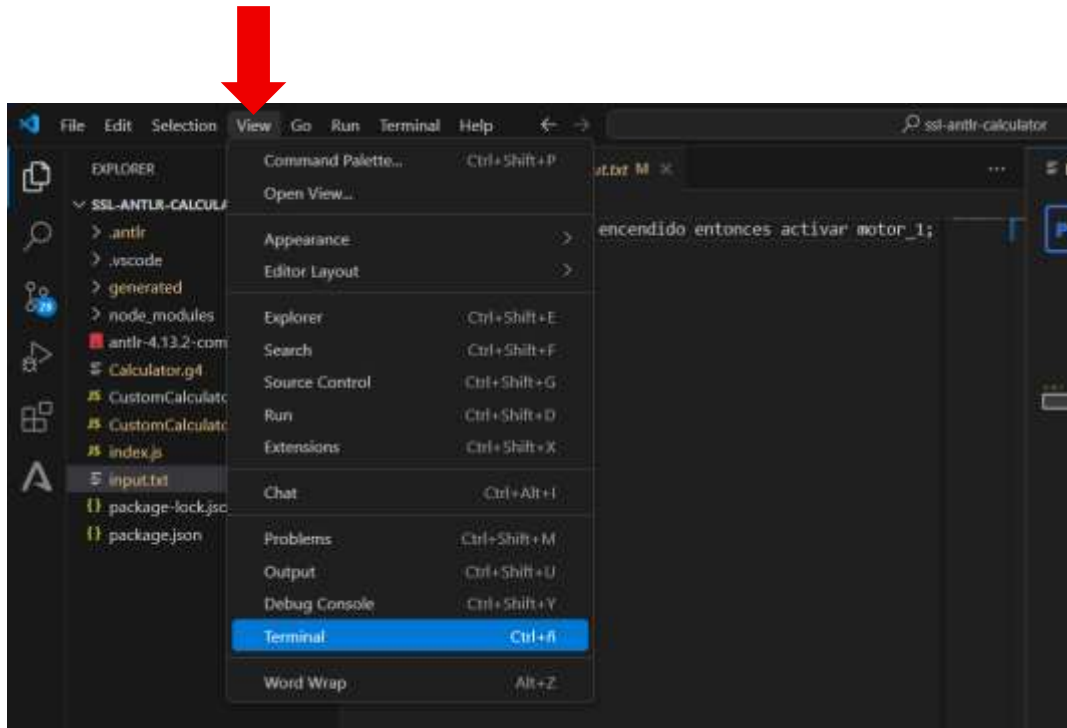 File Edit Selection View Go Run Terminal Help ssl-antlr-calculator
EXPLORER
SSL-ANTLR-CALCULA
.antlr
.vscode
generated
node_modules
antlr-4.13.2-com
Calculator.g4
CustomCalculato
CustomCalculato
index.js
input.txt
package-lock.jso
package.json
29
Command Palette... Ctrl+Shift+P
Open View...
Appearance
Editor Layout
Explorer Ctrl+Shift+E
Search Ctrl+Shift+F
Source Control Ctrl+Shift+G
Run Ctrl+Shift+D
Extensions Ctrl+Shift+X
Chat Ctrl+Alt+I
Problems Ctrl+Shift+M
Output Ctrl+Shift+U
Debug Console Ctrl+Shift+Y
Terminal Ctrl+ñ
Word Wrap Alt+Z
ut.txt M
encendido entonces activar motor_1;